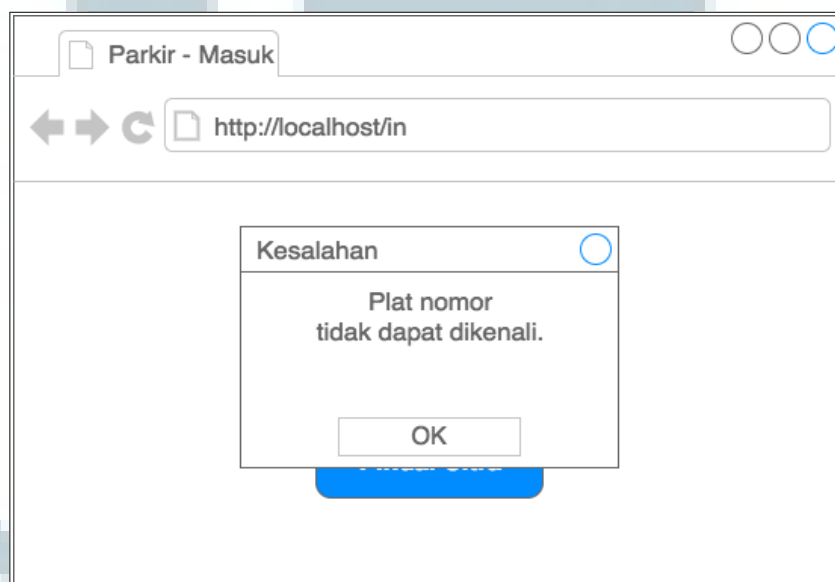 Parkir - Masuk
http://localhost/in
Kesalahan
Plat nomor
tidak dapat dikenali.
OK